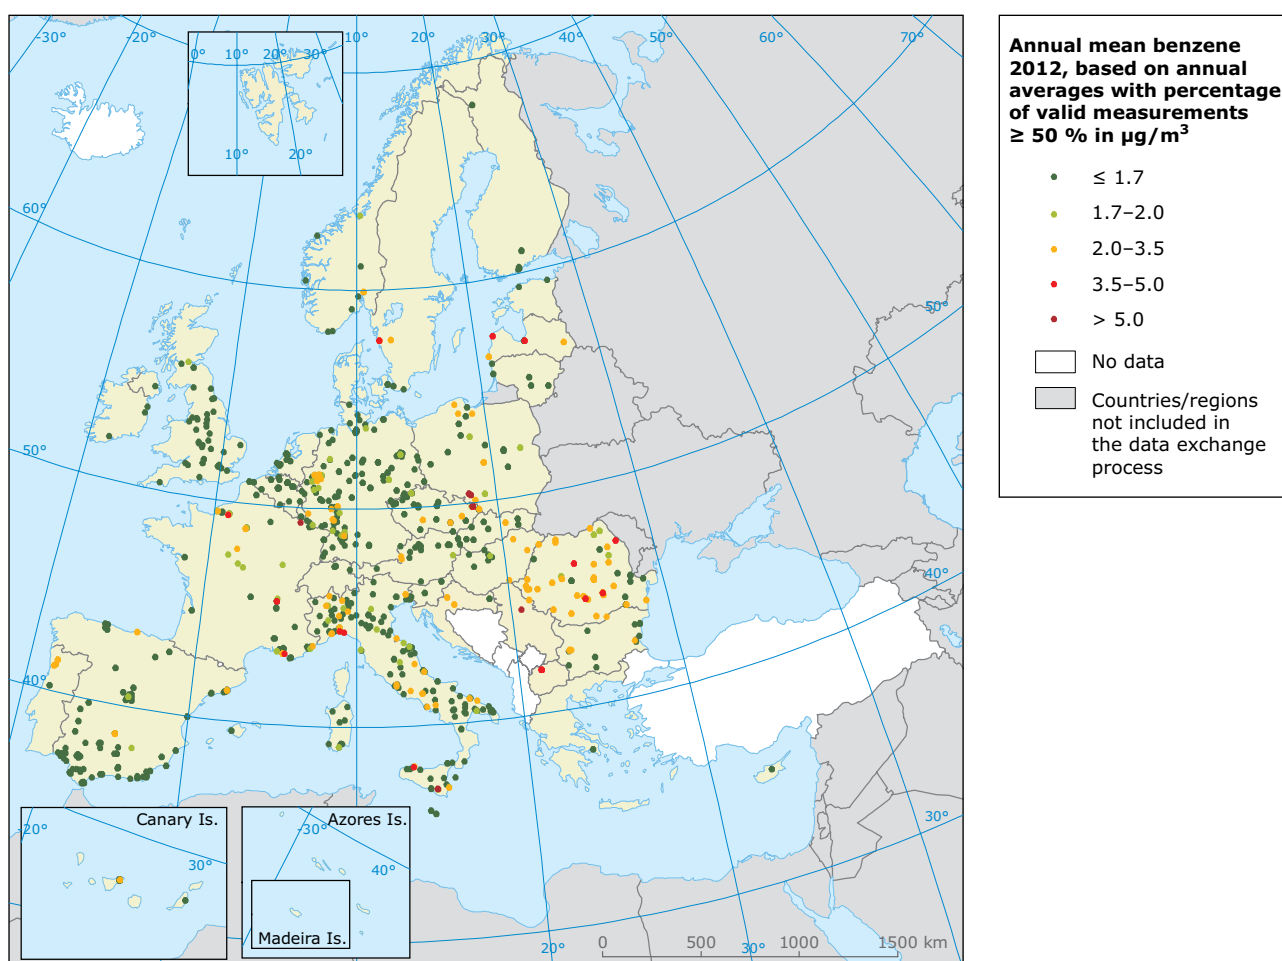 -30°
-20°
10°
20°
30°
40°
50°
60°
70°
0°
10°
20°
30°
10°
20°
60°
50°
50°
40°
40°
30°
Canary Is.
-20°
30°
Azores Is.
-30°
40°
Madeira Is.
20°
30°
0
500
1000
1500 km
Annual mean benzene
2012, based on annual
averages with percentage
of valid measurements
≥ 50 % in µg/m³
≤ 1.7
1.7–2.0
2.0–3.5
3.5–5.0
> 5.0
No data
Countries/regions
not included in
the data exchange
process